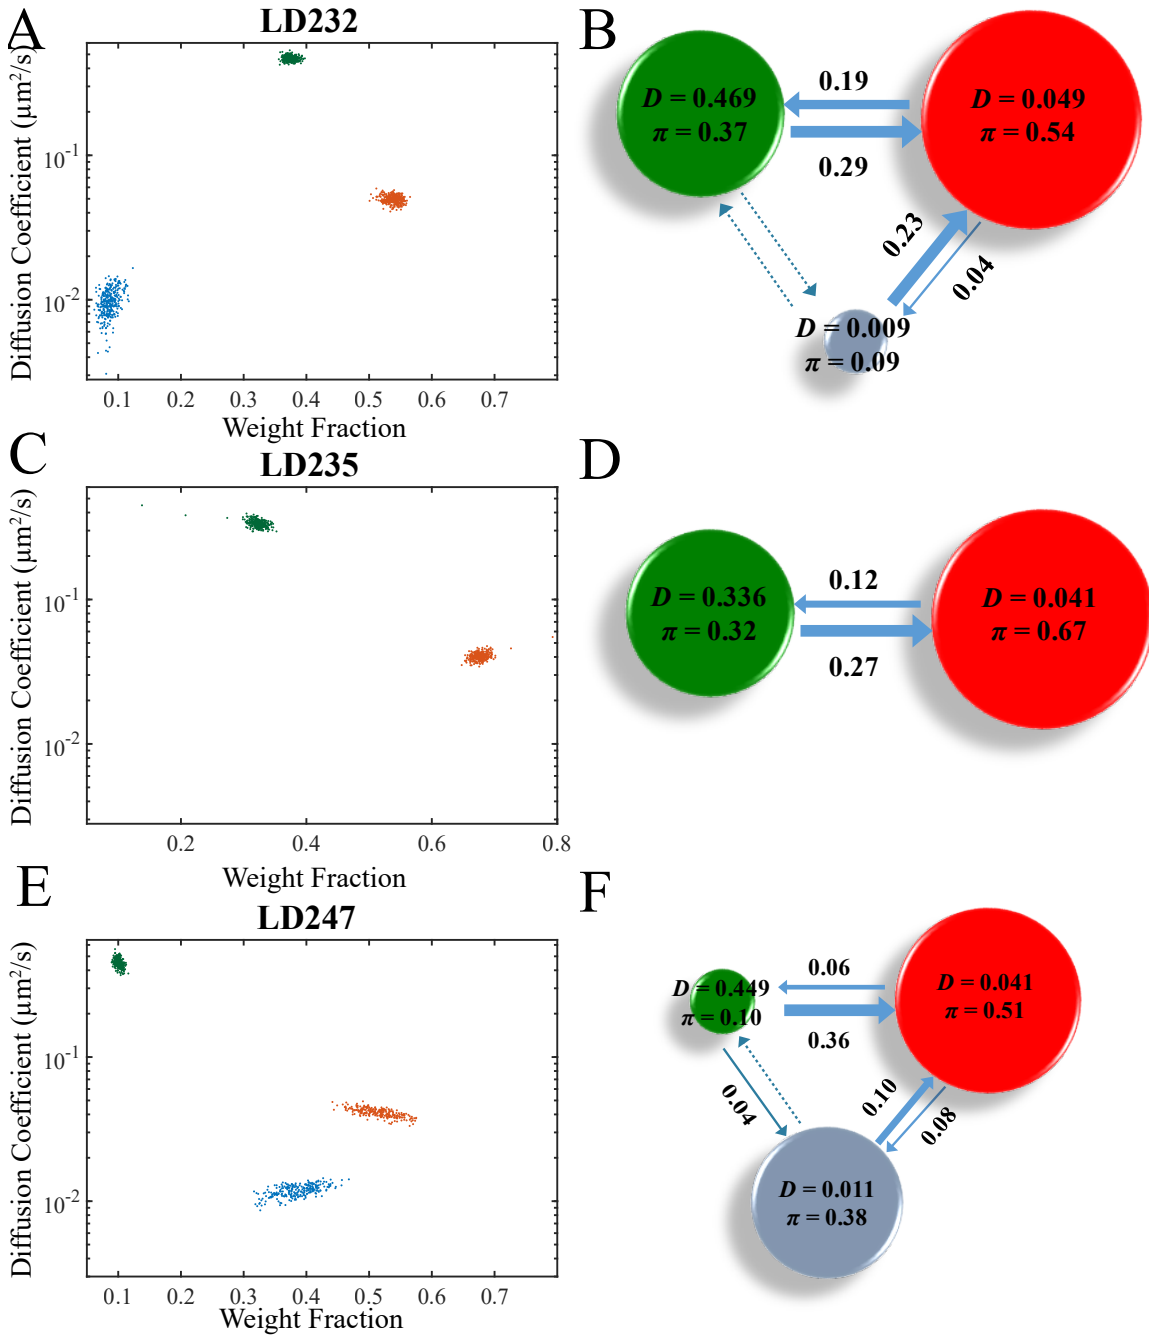 A
LD232
Diffusion Coefficient (µm²/s)
10⁻¹
10⁻²
0.1 0.2 0.3 0.4 0.5 0.6 0.7
Weight Fraction
B
D = 0.469
π = 0.37
0.19
0.29
D = 0.049
π = 0.54
0.23
0.04
D = 0.009
π = 0.09
C
LD235
Diffusion Coefficient (µm²/s)
10⁻¹
10⁻²
0.2 0.4 0.6 0.8
Weight Fraction
D
D = 0.336
π = 0.32
0.12
0.27
D = 0.041
π = 0.67
E
LD247
Diffusion Coefficient (µm²/s)
10⁻¹
10⁻²
0.1 0.2 0.3 0.4 0.5 0.6 0.7
Weight Fraction
F
D = 0.449
π = 0.10
0.06
0.36
D = 0.041
π = 0.51
0.04
0.10
0.08
D = 0.011
π = 0.38